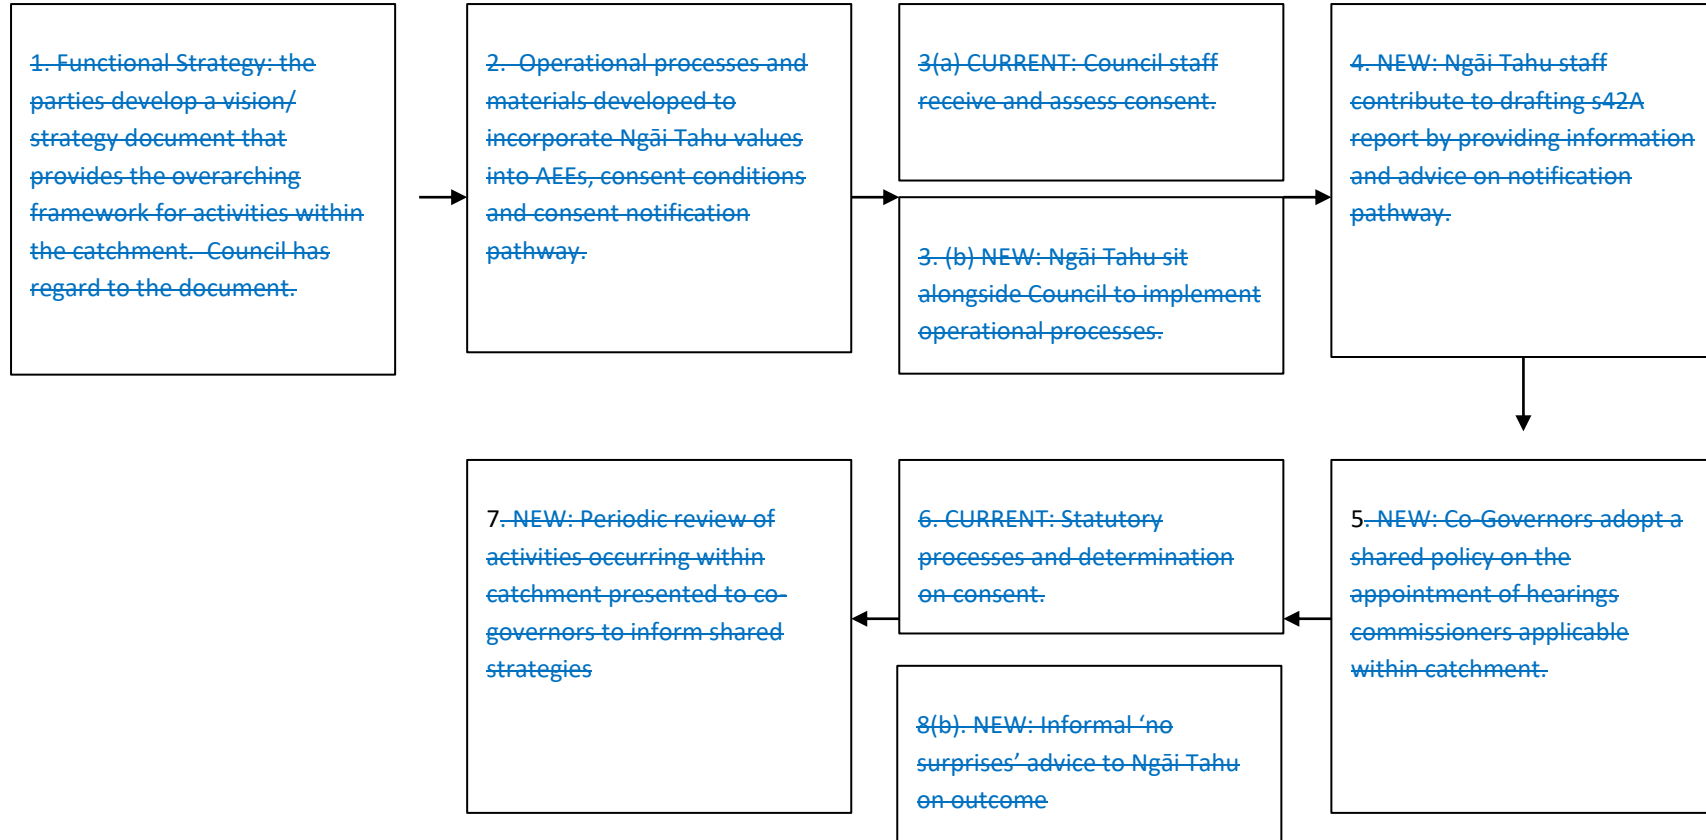 1. Functional Strategy: the
parties develop a vision/
strategy document that
provides the overarching
framework for activities within
the catchment.  Council has
regard to the document.
2.  Operational processes and
materials developed to
incorporate Ngāi Tahu values
into AEEs, consent conditions
and consent notification
pathway.
3(a) CURRENT: Council staff
receive and assess consent.
3. (b) NEW: Ngāi Tahu sit
alongside Council to implement
operational processes.
4. NEW: Ngāi Tahu staff
contribute to drafting s42A
report by providing information
and advice on notification
pathway.
5. NEW: Co-Governors adopt a
shared policy on the
appointment of hearings
commissioners applicable
within catchment.
6. CURRENT: Statutory
processes and determination
on consent.
7. NEW: Periodic review of
activities occurring within
catchment presented to co-
governors to inform shared
strategies
8(b). NEW: Informal ‘no
surprises’ advice to Ngāi Tahu
on outcome